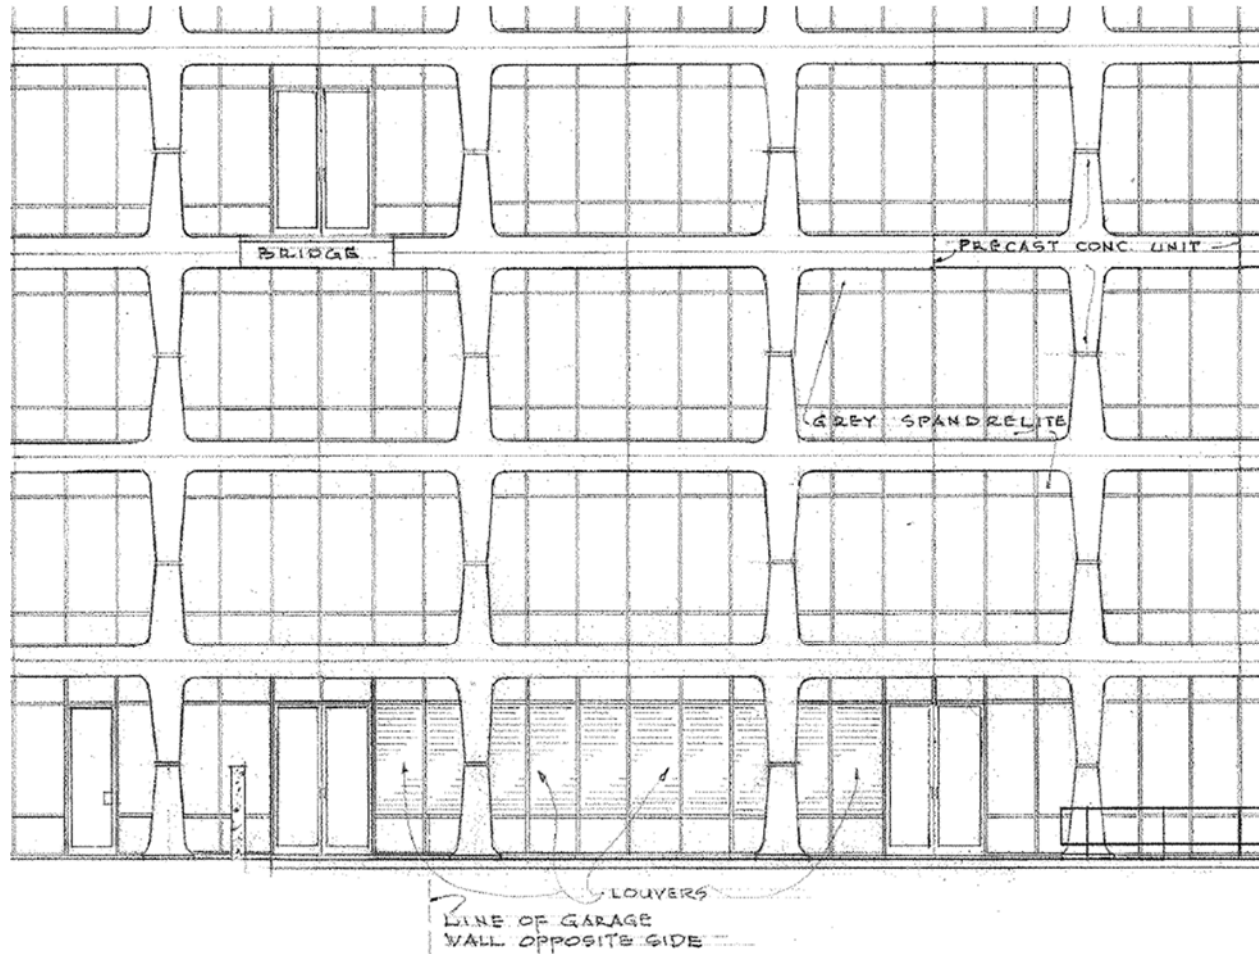 BRIDGE
PRECAST CONC. UNIT
GREY SPANDRELITE
LOUVERS
LINE OF GARAGE
WALL OPPOSITE SIDE